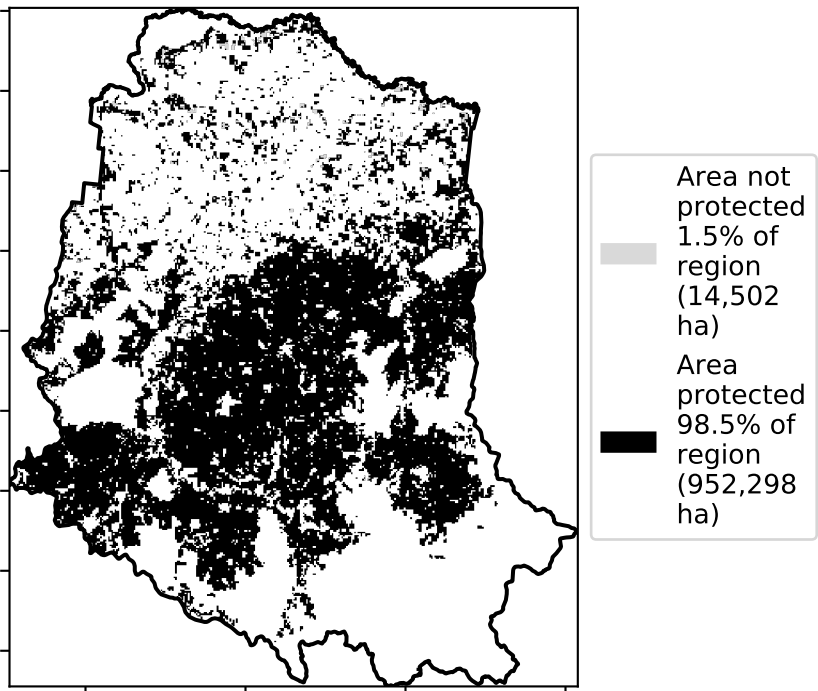 Area not
protected
1.5% of
region
(14,502
ha)
Area
protected
98.5% of
region
(952,298
ha)